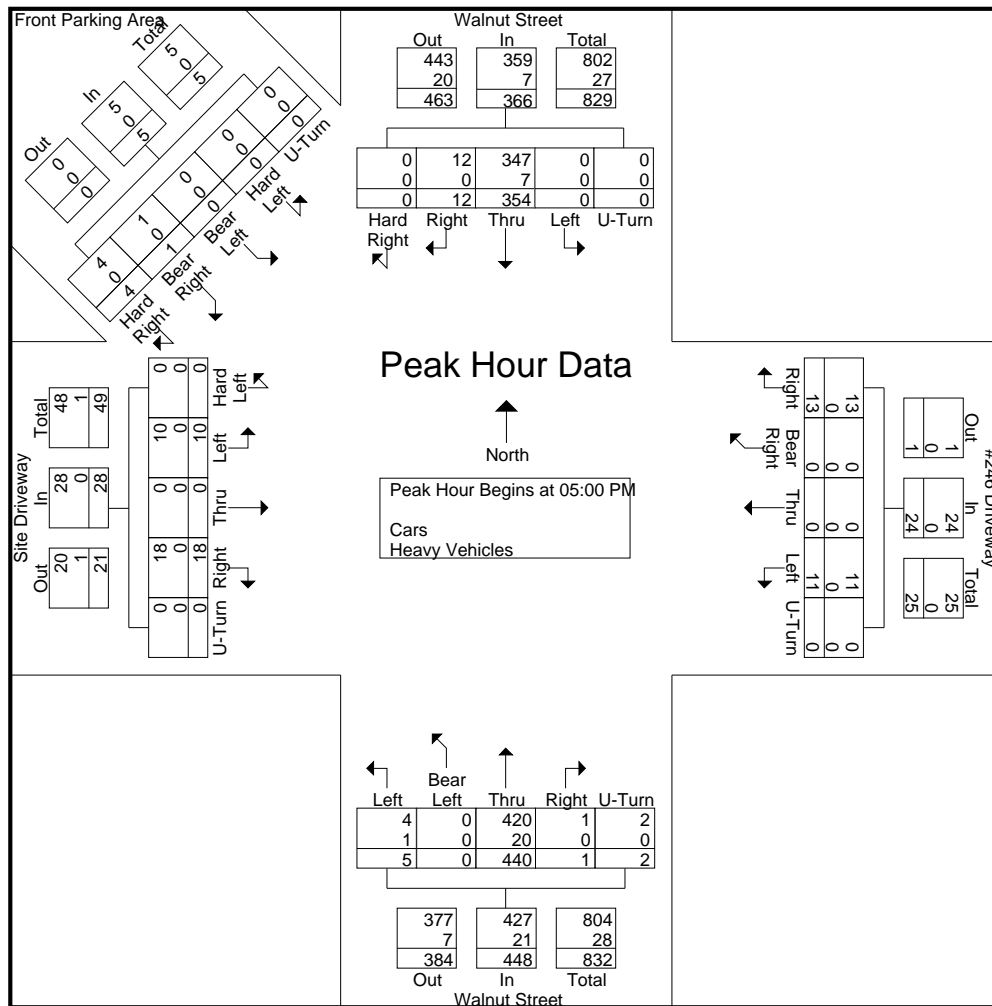 Front Parking Area
Total
5
0
5
In
5
0
5
Out
0
0
0
0
0
0
0
0
0
1
0
1
4
0
4
U-Turn
Hard
Left
Bear
Left
Bear
Right
Hard
Right
Walnut Street
Out In Total
443 359 802
20 7 27
463 366 829
0 12 347 0 0
0 0 7 0 0
0 12 354 0 0
Hard
Right Right Thru Left U-Turn
Site Driveway
Total
48 1 49
In
28 0 28
Out
20 1 21
0 0 0
Hard
Left
10 0 10
Left
0 0 0
Thru
18 0 18
Right
0 0 0
U-Turn
Peak Hour Data
North
Peak Hour Begins at 05:00 PM
Cars
Heavy Vehicles
Right
13 0 13
Bear
Right
0 0 0
Thru
0 0 0
Left
11 0 11
U-Turn
0 0 0
Out
1 0 1
In
24 0 24
Total
25 0 25
#246 Driveway
Bear
Left Left Thru Right U-Turn
4 0 420 1 2
1 0 20 0 0
5 0 440 1 2
377 427 804
7 21 28
384 448 832
Out In Total
Walnut Street